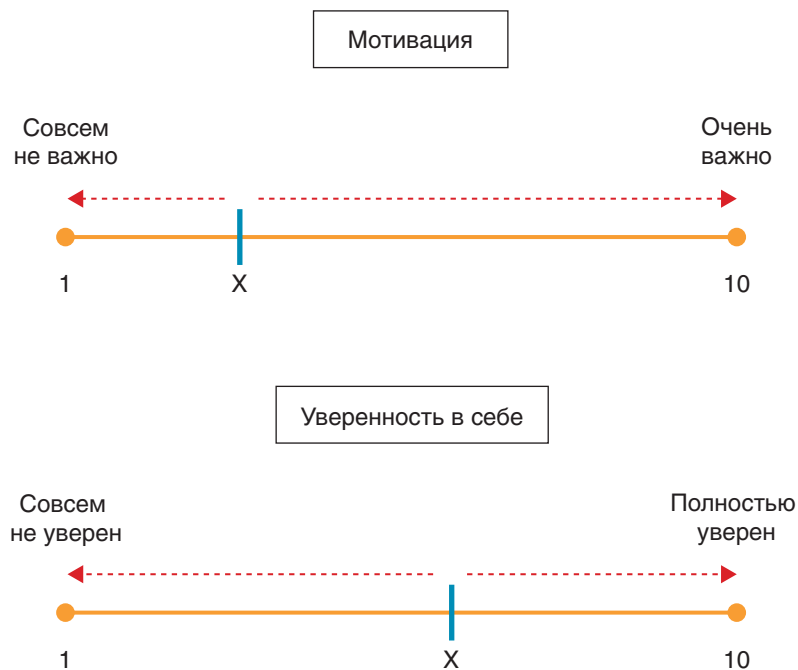 Мотивация
Совсем
не важно
Очень
важно
1
X
10
Уверенность в себе
Совсем
не уверен
Полностью
уверен
1
X
10